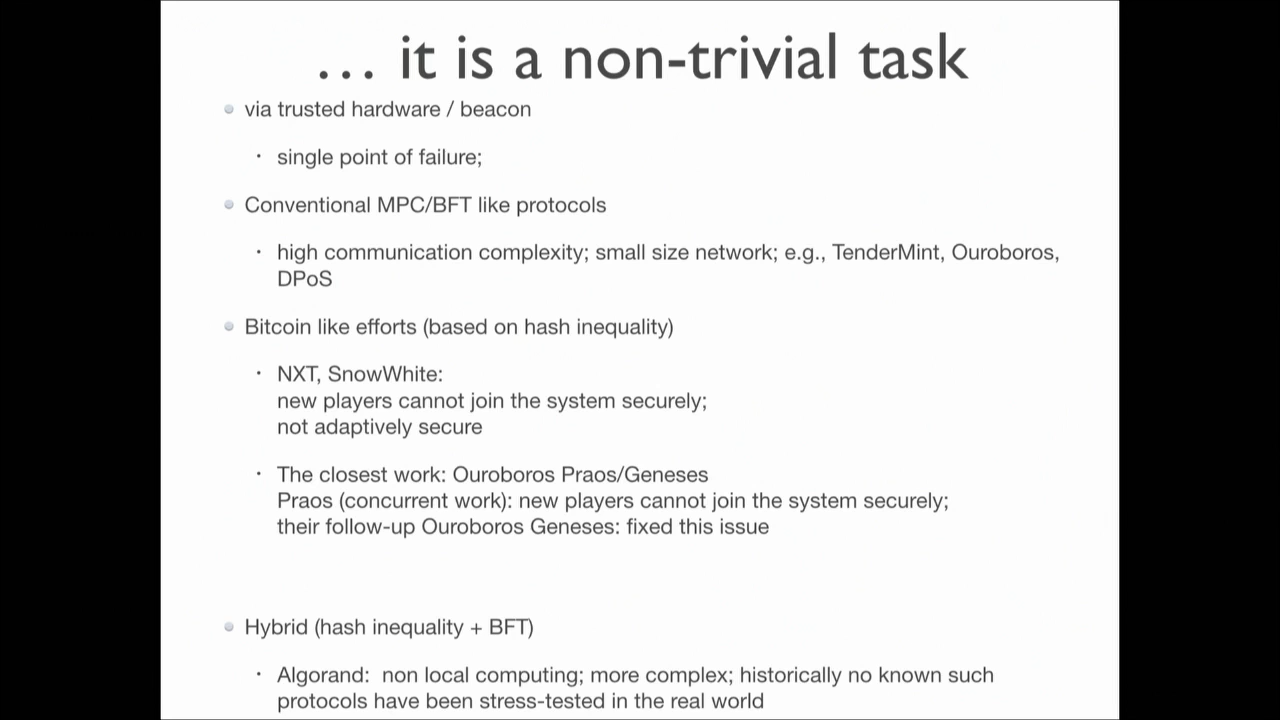 … it is a non-trivial task
via trusted hardware / beacon
single point of failure;
Conventional MPC/BFT like protocols
high communication complexity; small size network; e.g., TenderMint, Ouroboros,
DPoS
Bitcoin like efforts (based on hash inequality)
NXT, SnowWhite:
new players cannot join the system securely;
not adaptively secure
The closest work: Ouroboros Praos/Geneses
Praos (concurrent work): new players cannot join the system securely;
their follow-up Ouroboros Geneses: fixed this issue
Hybrid (hash inequality + BFT)
Algorand:  non local computing; more complex; historically no known such
protocols have been stress-tested in the real world